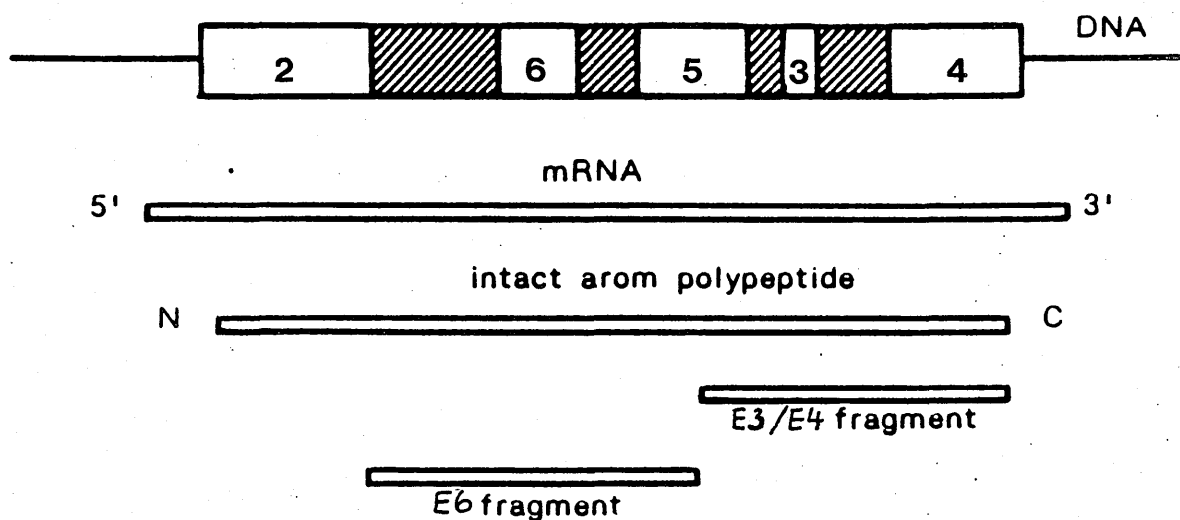 DNA
2 6 5 3 4
mRNA
5' 3'
intact arom polypeptide
N C
E3/E4 fragment
E6 fragment